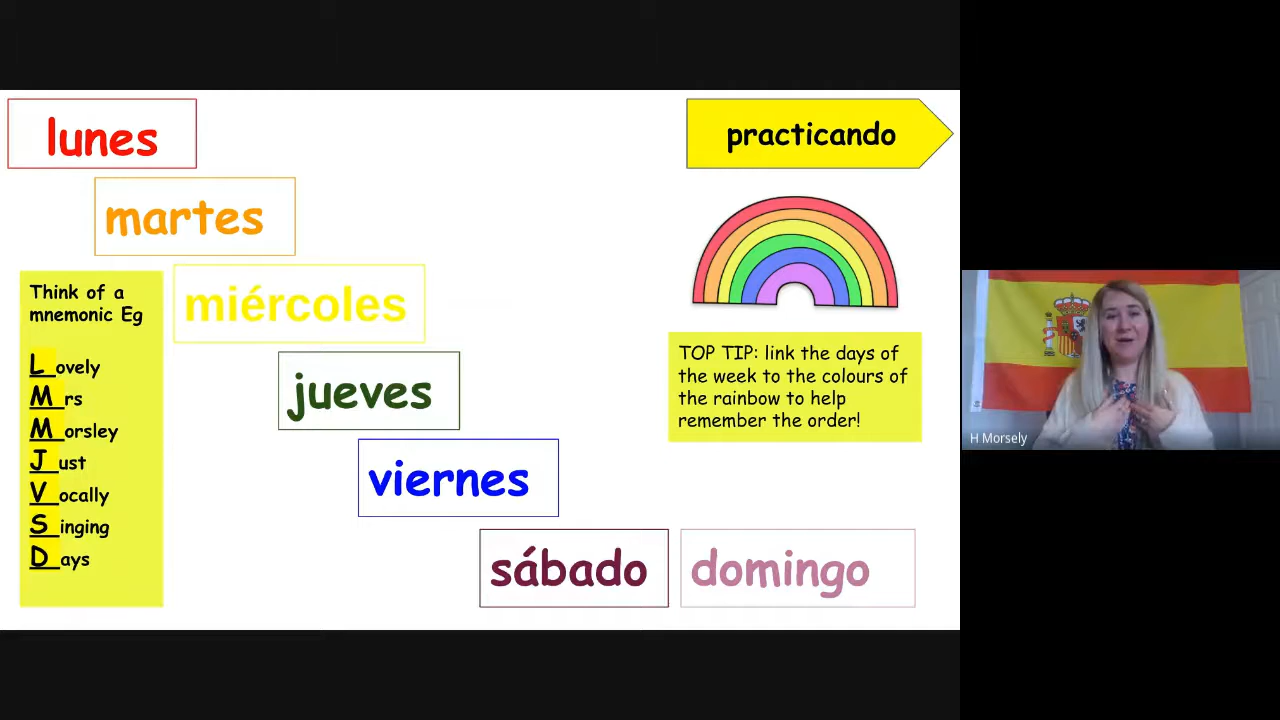 lunes
practicando
martes
miércoles
Think of a
mnemonic Eg
Lovely
Mrs
Morsley
Just
Vocally
Singing
Days
jueves
TOP TIP: link the days of
the week to the colours of
the rainbow to help
remember the order!
viernes
sábado
domingo
H Morsely